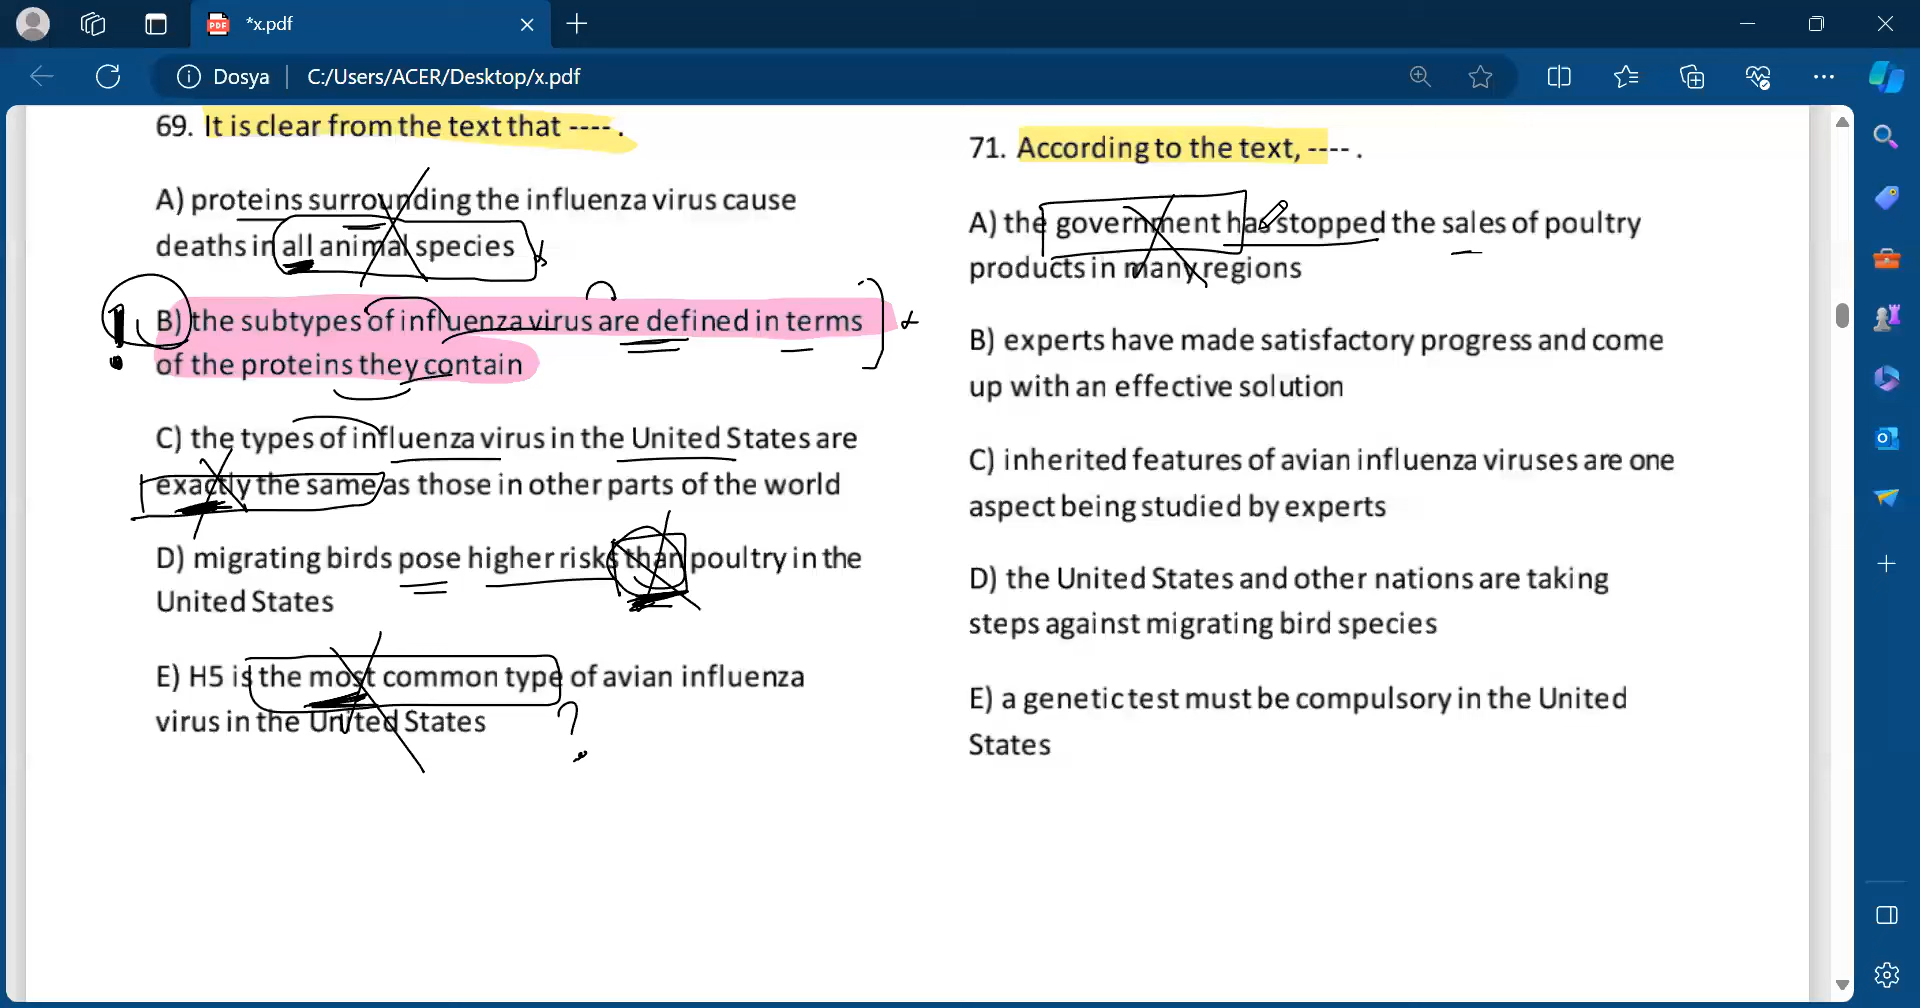 *x.pdf
Dosya
C:/Users/ACER/Desktop/x.pdf
69. It is clear from the text that ---- .
A) proteins surrounding the influenza virus cause
deaths in all animal species
B) the subtypes of influenza virus are defined in terms
of the proteins they contain
C) the types of influenza virus in the United States are
exactly the same as those in other parts of the world
D) migrating birds pose higher risks than poultry in the
United States
E) H5 is the most common type of avian influenza
virus in the United States
?
71. According to the text, ---- .
A) the government has stopped the sales of poultry
products in many regions
B) experts have made satisfactory progress and come
up with an effective solution
C) inherited features of avian influenza viruses are one
aspect being studied by experts
D) the United States and other nations are taking
steps against migrating bird species
E) a genetic test must be compulsory in the United
States